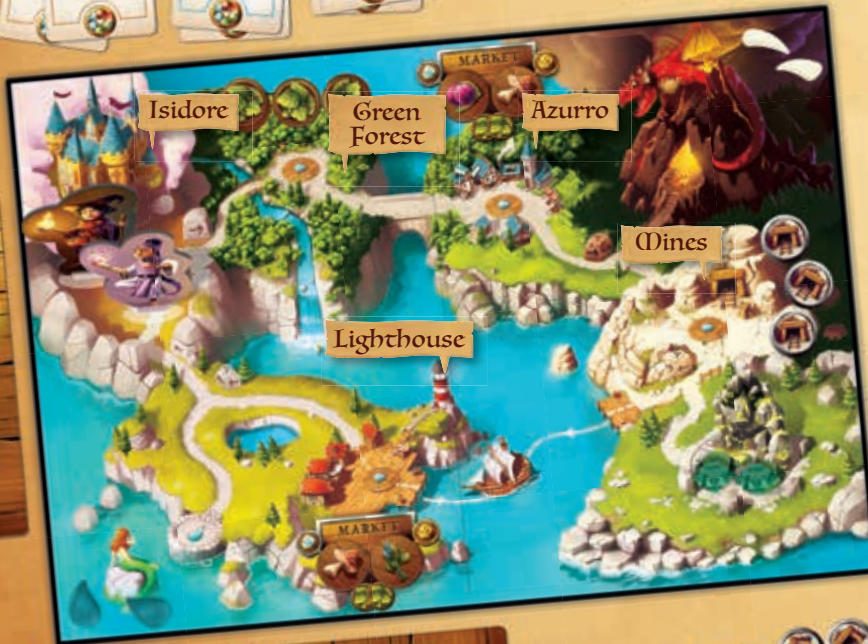 MARKET
Isidore
Green
Forest
Azurro
Mines
Lighthouse
MARKET